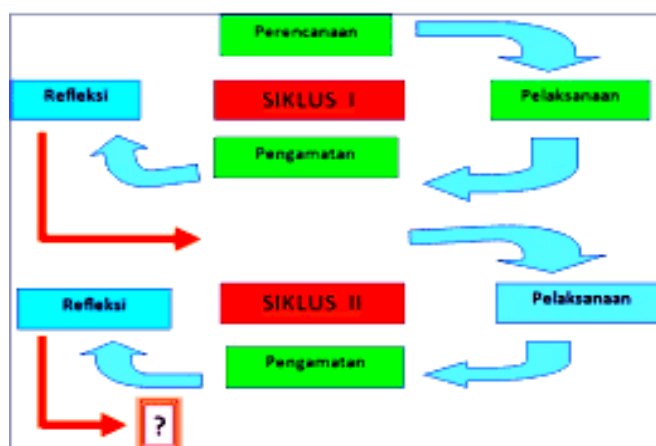 Perencanaan
Refleksi
SIKLUS I
Pelaksanaan
Pengamatan
Refleksi
SIKLUS II
Pelaksanaan
Pengamatan
?